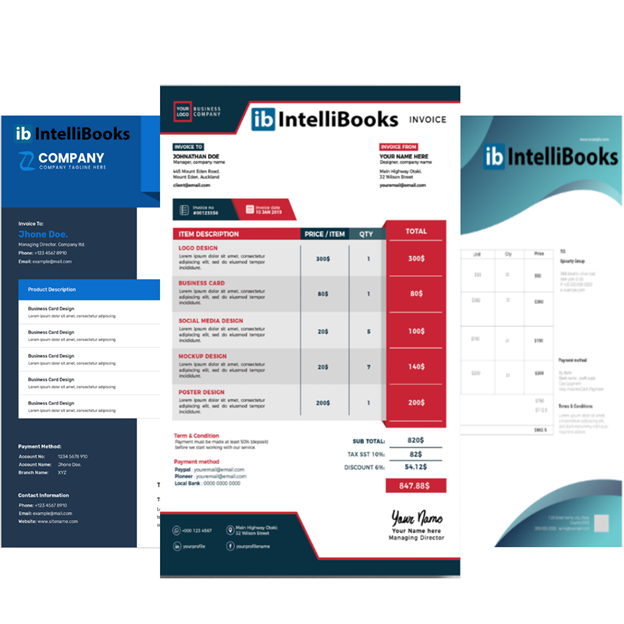 ib IntelliBooks
COMPANY
COMPANY TAGLINE HERE
Invoice To:
Jhone Doe.
Managing Director, Company ltd.
Phone: +123 4567 8910
Email: example@mail.com
Product Description
Business Card Design
Lorem ipsum dolor sit amet, consectetur adipiscing
Business Card Design
Lorem ipsum dolor sit amet, consectetur adipiscing
Business Card Design
Lorem ipsum dolor sit amet, consectetur adipiscing
Business Card Design
Lorem ipsum dolor sit amet, consectetur adipiscing
Business Card Design
Lorem ipsum dolor sit amet, consectetur adipiscing
Payment Method:
Account No: 1234 5678 910
Account Name: Jhone Doe.
Branch Name: XYZ
Contact Information
Phone: +123 4567 8910
Email: example@mail.com
Website: www.sitename.com
YOUR LOGO
BUSINESS COMPANY
ib IntelliBooks
INVOICE
INVOICE TO
JOHNATHAN DOE
Manager, company name
445 Mount Eden Road,
Mount Eden, Auckland
client@email.com
INVOICE FROM
YOUR NAME HERE
Designer, company name
Main Highway Otaki,
32 Wilson Street
your@email.com
Invoice no
Invoice date
10 JAN 2019
ITEM DESCRIPTION PRICE / ITEM QTY TOTAL
LOGO DESIGN
Lorem ipsum dolor sit amet, consectetur
adipiscing elit, sed do eiusmod tempor
incididunt.
300$ 1 300$
BUSINESS CARD
Lorem ipsum dolor sit amet, consectetur
adipiscing elit, sed do eiusmod tempor
incididunt.
80$ 1 80$
SOCIAL MEDIA DESIGN
Lorem ipsum dolor sit amet, consectetur
adipiscing elit, sed do eiusmod tempor
incididunt.
20$ 5 100$
MOCKUP DESIGN
Lorem ipsum dolor sit amet, consectetur
adipiscing elit, sed do eiusmod tempor
incididunt.
20$ 7 140$
POSTER DESIGN
Lorem ipsum dolor sit amet, consectetur
adipiscing elit, sed do eiusmod tempor
incididunt.
200$ 1 200$
Term & Condition
Payment must be made at least 50% (deposit)
before we start working with our service.
Payment method
Paypal : youremail@email.com
Pioneer : youremail@email.com
Local Bank : 0000 0000 0000
SUB TOTAL: 820$
TAX SST 10%: 82$
DISCOUNT 6%: 54.12$
847.88$
Your Name
Your Name here
Managing Director
+000 123 4567
Main Highway Otaki
32 Wilson Street
yourprofile
yourprofilename
ib IntelliBooks
Unit Qty Price
TO
Payment method
Terms & Conditions